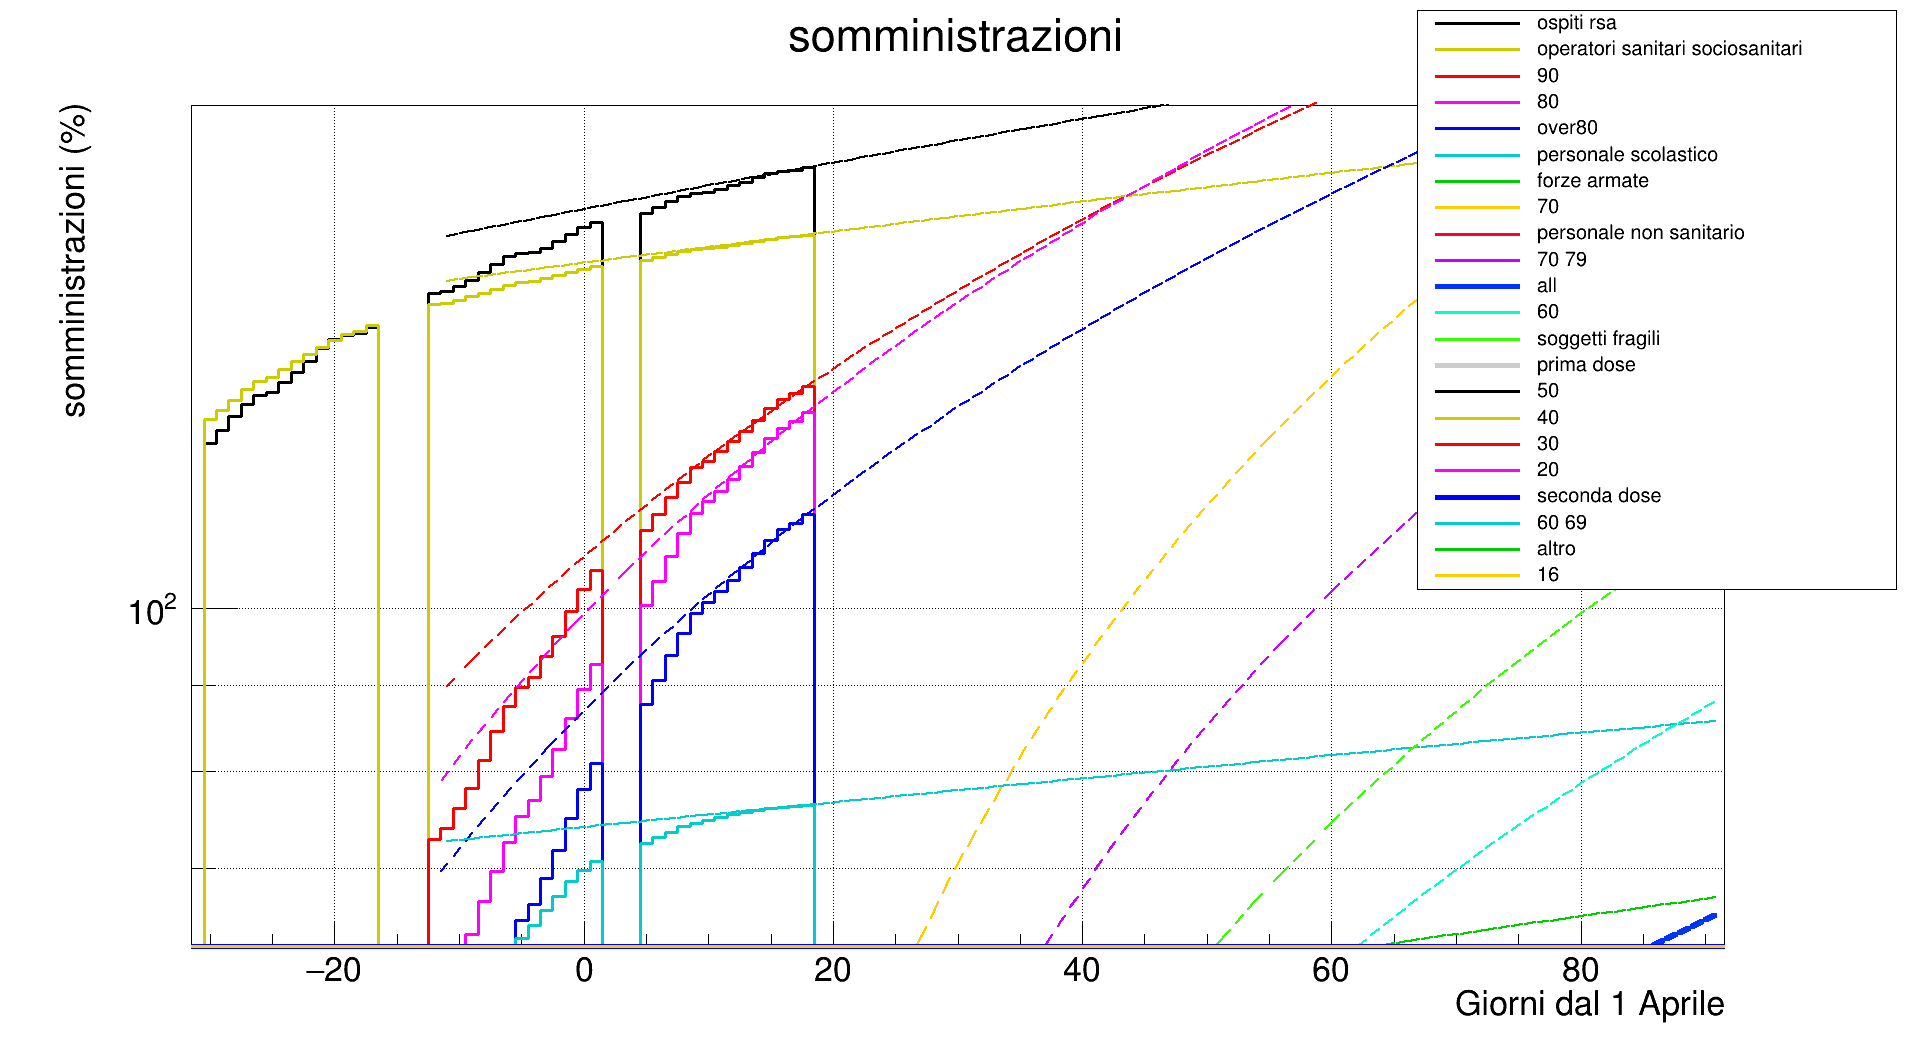 somministrazioni
somministrazioni (%)
10²
−20 0 20 40 60 80
Giorni dal 1 Aprile
ospiti rsa
operatori sanitari sociosanitari
90
80
over80
personale scolastico
forze armate
70
personale non sanitario
70 79
all
60
soggetti fragili
prima dose
50
40
30
20
seconda dose
60 69
altro
16